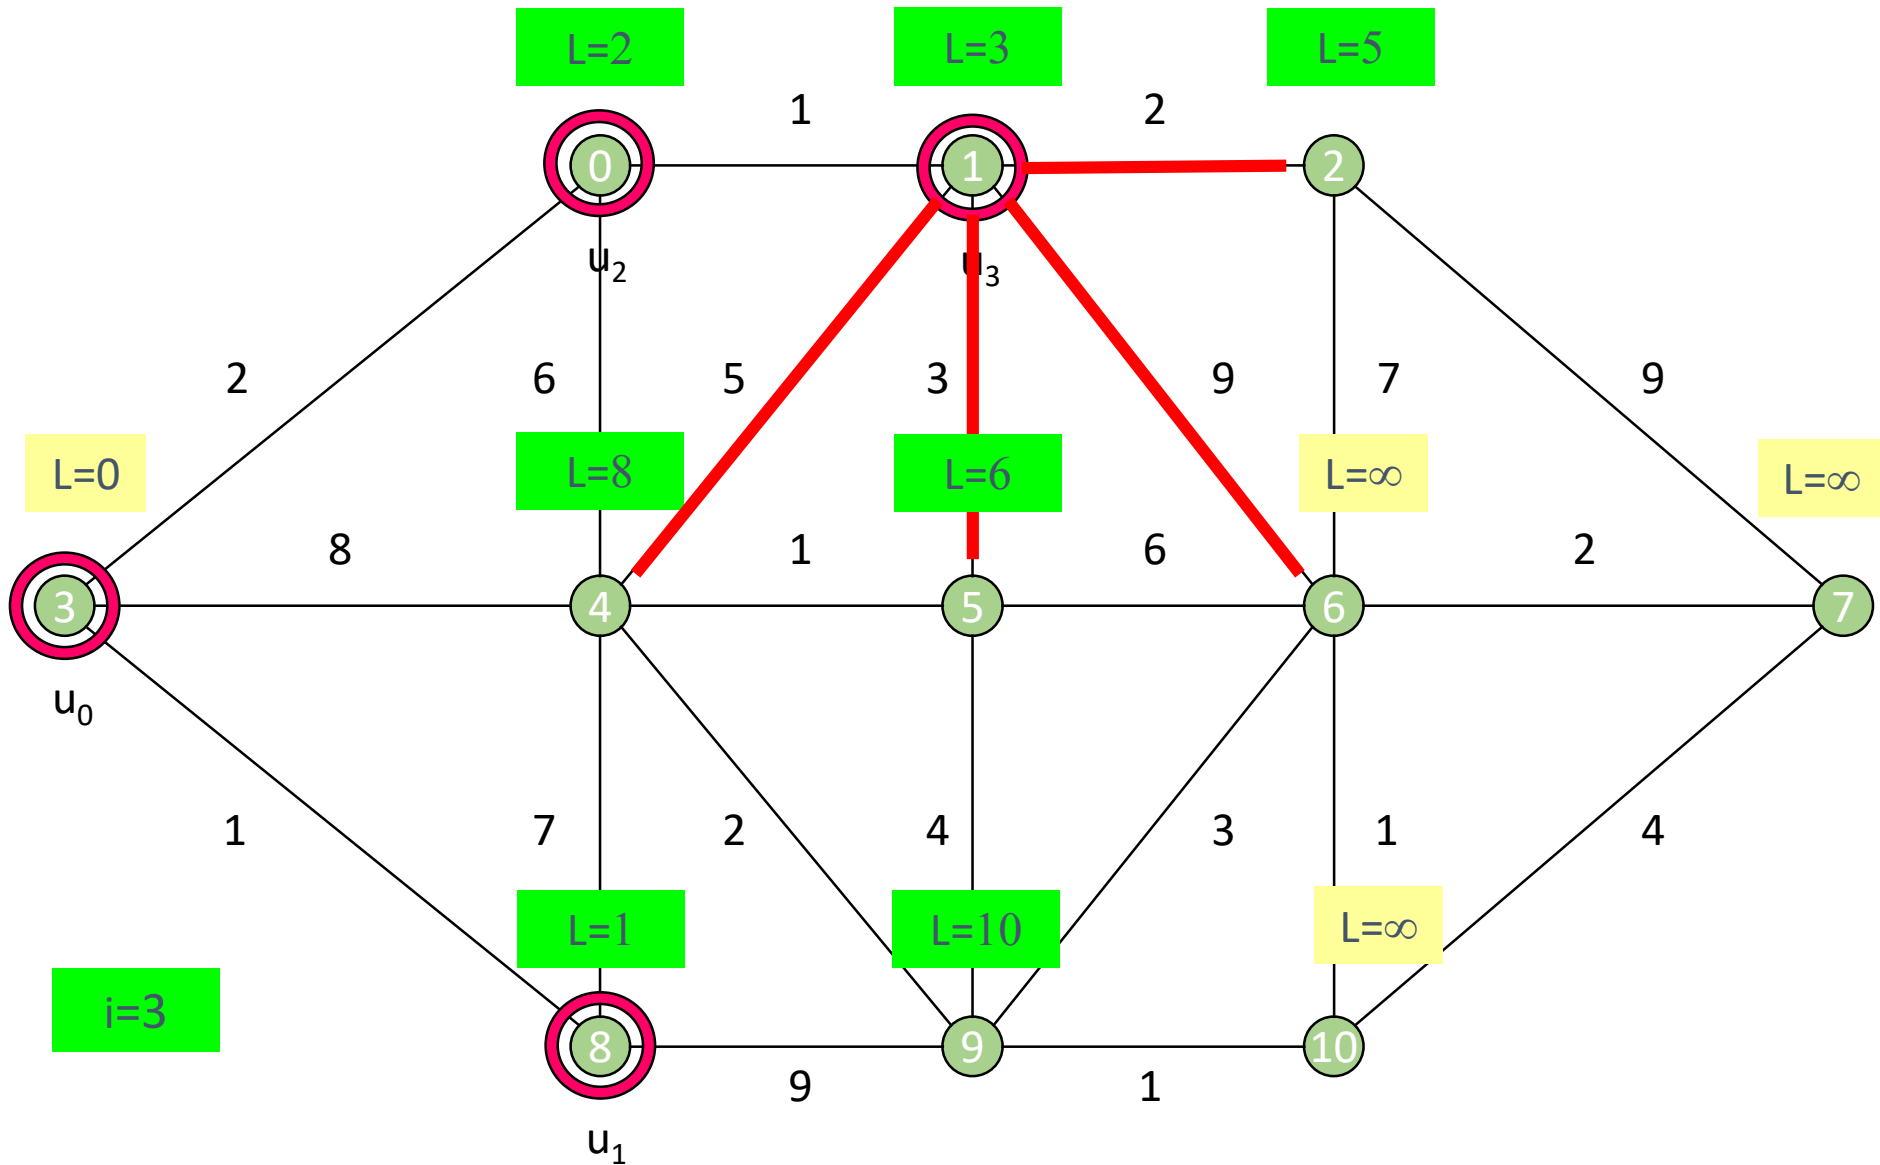 L=2 L=3 L=5
1 2
0 1 2
u2 u3
2 6 5 3 9 7 9
L=0 L=8 L=6 L=∞ L=∞
8 1 6 2
3 4 5 6 7
u0
1 7 2 4 3 1 4
L=1 L=10 L=∞
i=3
8 9 10
9 1
u1